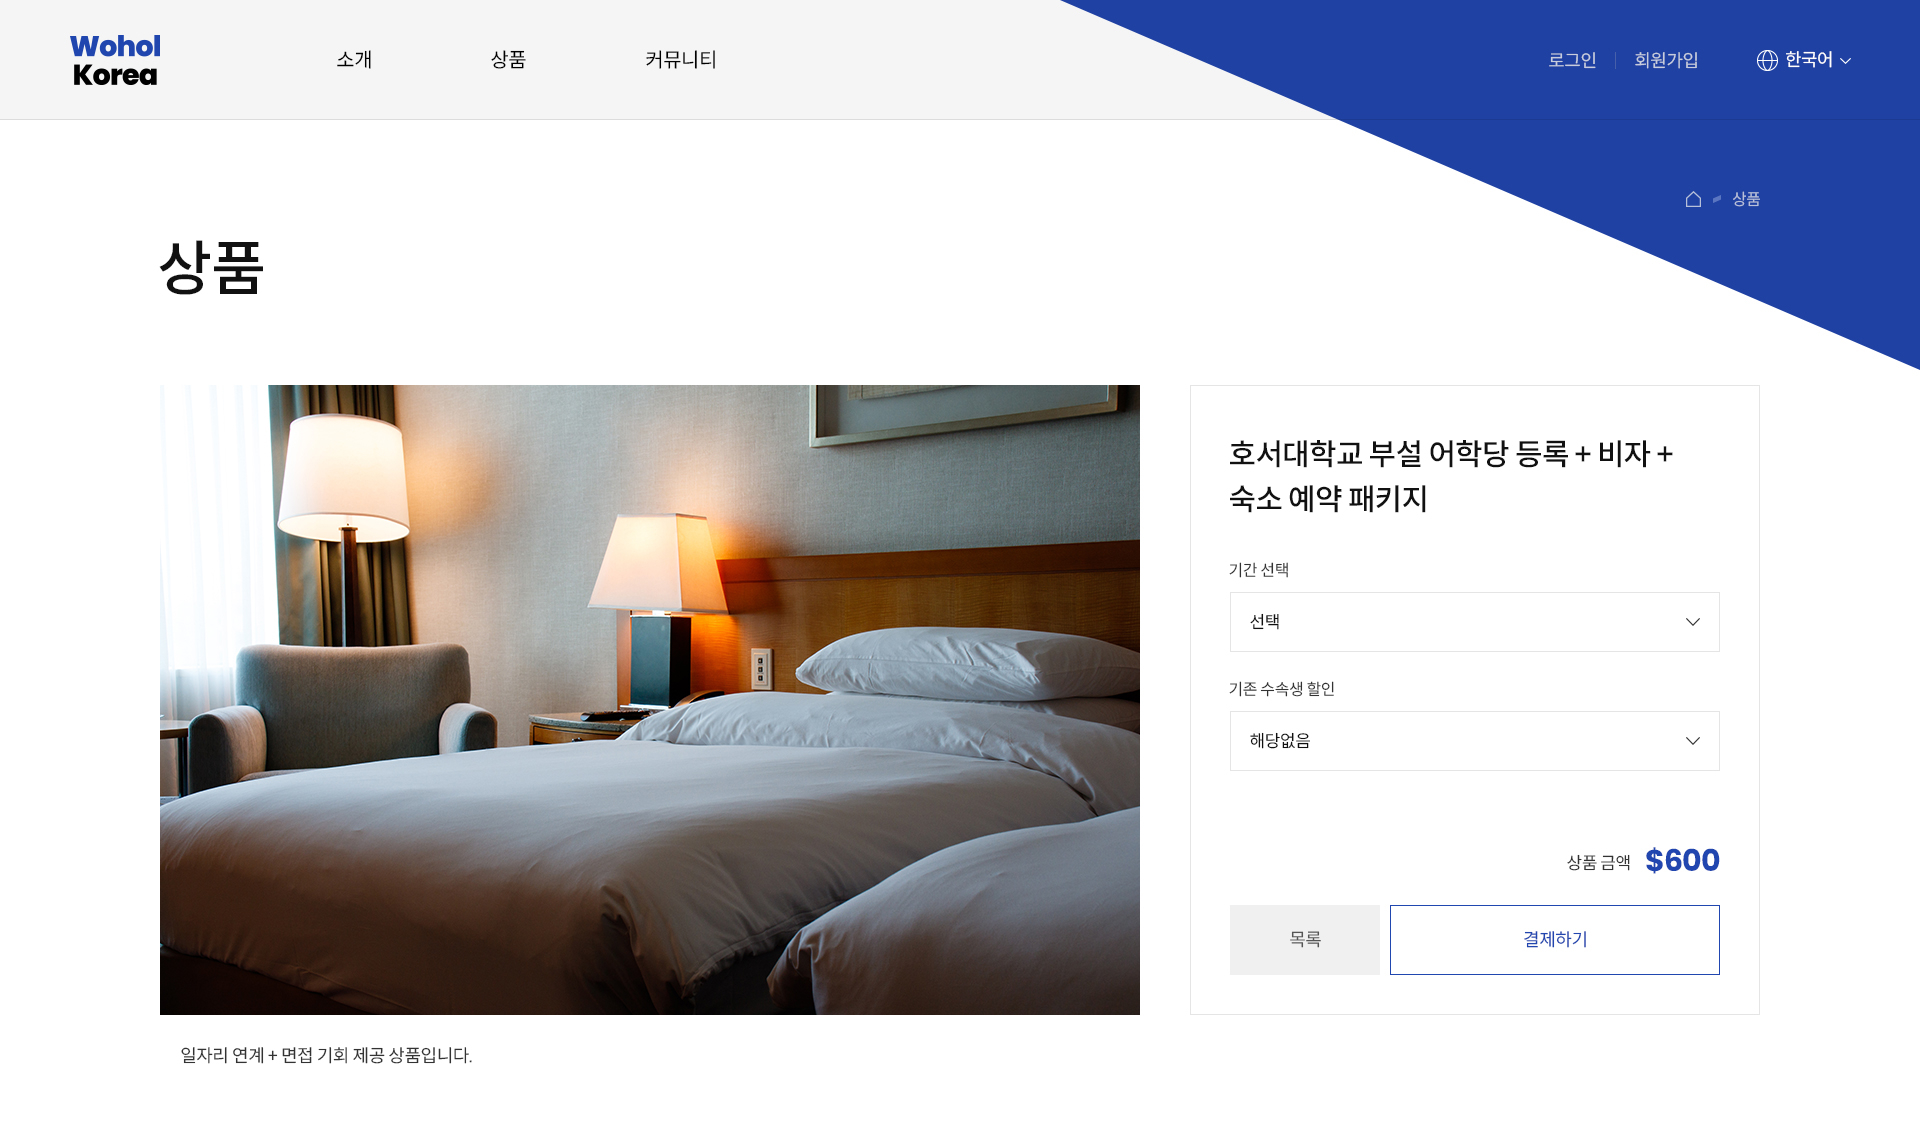 Wohol
Korea
소개
상품
커뮤니티
로그인
회원가입
한국어
상품
상품
호서대학교 부설 어학당 등록 + 비자 +
숙소 예약 패키지
기간 선택
선택
기존 수속생 할인
해당없음
상품 금액 $600
목록
결제하기
일자리 연계 + 면접 기회 제공 상품입니다.